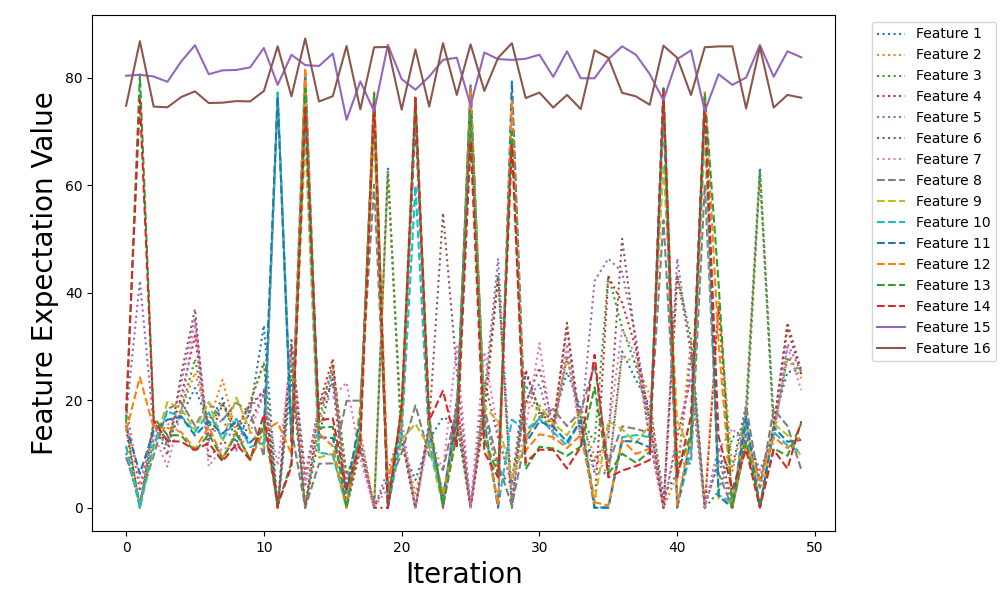 Feature Expectation Value
80
60
40
20
0
0 10 20 30 40 50
Iteration
Feature 1
Feature 2
Feature 3
Feature 4
Feature 5
Feature 6
Feature 7
Feature 8
Feature 9
Feature 10
Feature 11
Feature 12
Feature 13
Feature 14
Feature 15
Feature 16